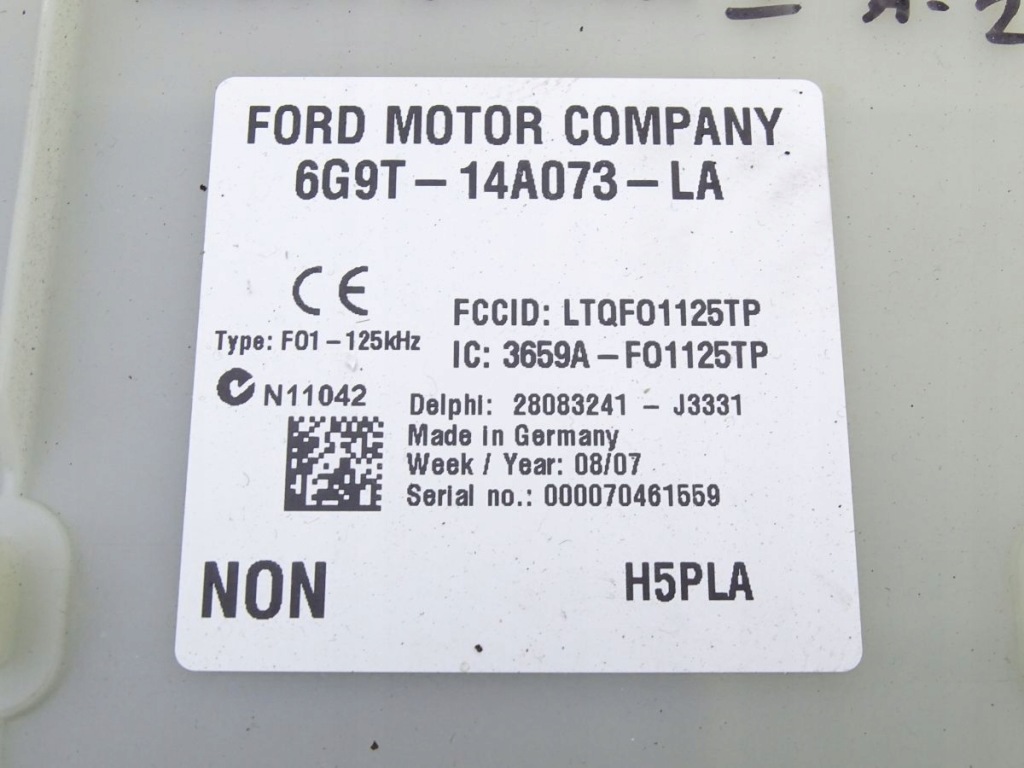 FORD MOTOR COMPANY
6G9T - 14A073 - LA
CE
FCCID: LTQFO1125TP
Type: FO1 - 125kHz
IC: 3659A - FO1125TP
N11042
Delphi: 28083241 - J3331
Made in Germany
Week / Year: 08/07
Serial no.: 000070461559
NON
H5PLA